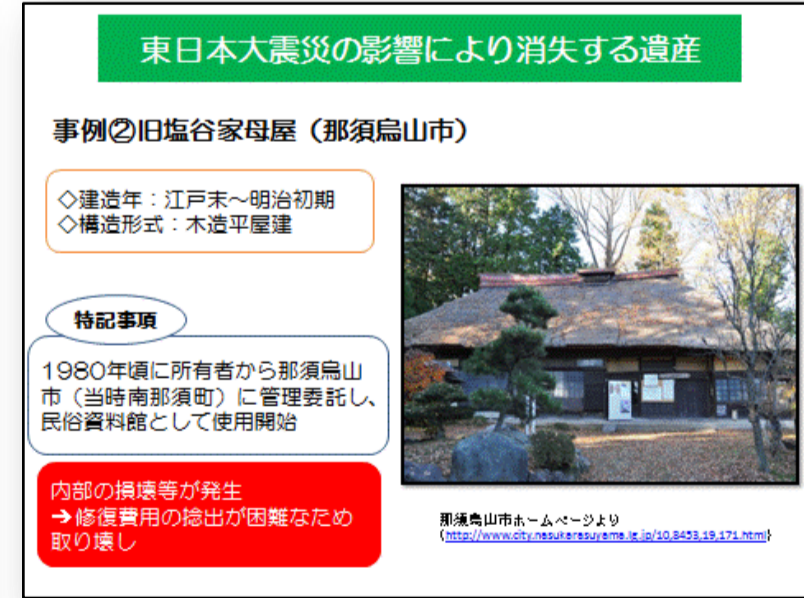 東日本大震災の影響により消失する遺産
事例②旧塩谷家母屋（那須烏山市）
◇建造年：江戸末～明治初期
◇構造形式：木造平屋建
特記事項
1980年頃に所有者から那須烏山
市（当時南那須町）に管理委託し、
民俗資料館として使用開始
内部の損壊等が発生
→修復費用の捻出が困難なため
取り壊し
那須烏山市ホームページより
(http://www.city.nasukarasuyama.lg.jp/10,8453,19,171.html)